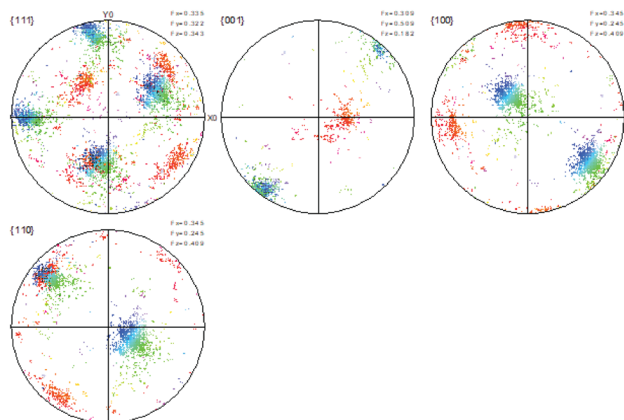 {111}
Y0
Fx=0.335
Fy=0.322
Fz=0.343
X0
{001}
Fx=0.309
Fy=0.509
Fz=0.182
{100}
Fx=0.345
Fy=0.245
Fz=0.409
{110}
Fx=0.345
Fy=0.245
Fz=0.409